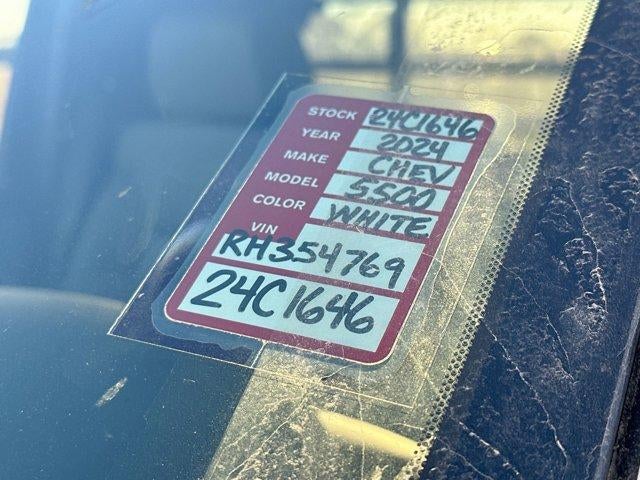 STOCK 24C1646
YEAR 2024
MAKE CHEV
MODEL 5500
COLOR WHITE
VIN
RH354769
24C1646